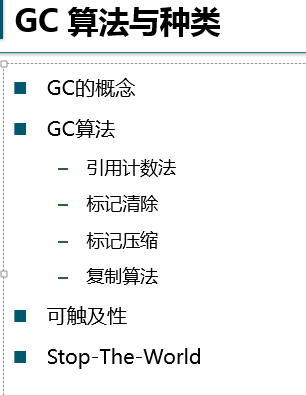 GC 算法与种类
GC的概念
GC算法
– 引用计数法
– 标记清除
– 标记压缩
– 复制算法
可触及性
Stop-The-World